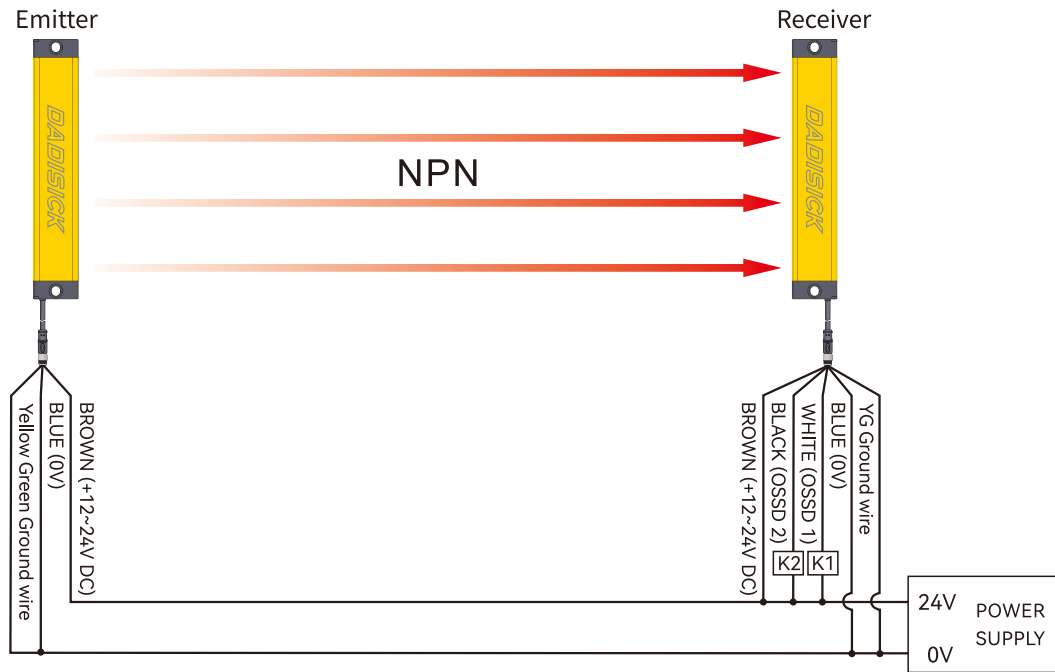 Emitter
Receiver
DADISICK
DADISICK
NPN
Yellow Green Ground wire
BLUE (0V)
BROWN (+12~24V DC)
BROWN (+12~24V DC)
BLACK (OSSD 2)
WHITE (OSSD 1)
BLUE (0V)
YG Ground wire
K2
K1
24V
0V
POWER
SUPPLY